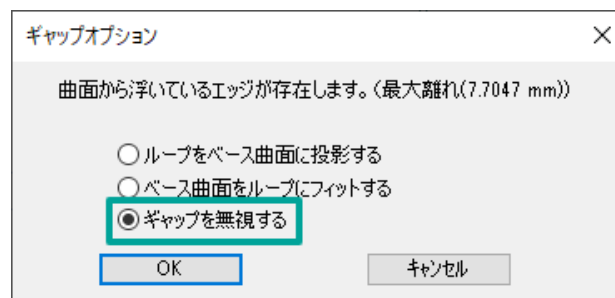 ギャップオプション
曲面から浮いているエッジが存在します。（最大離れ(7.7047 mm)）
ループをベース曲面に投影する
ベース曲面をループにフィットする
ギャップを無視する
OK キャンセル